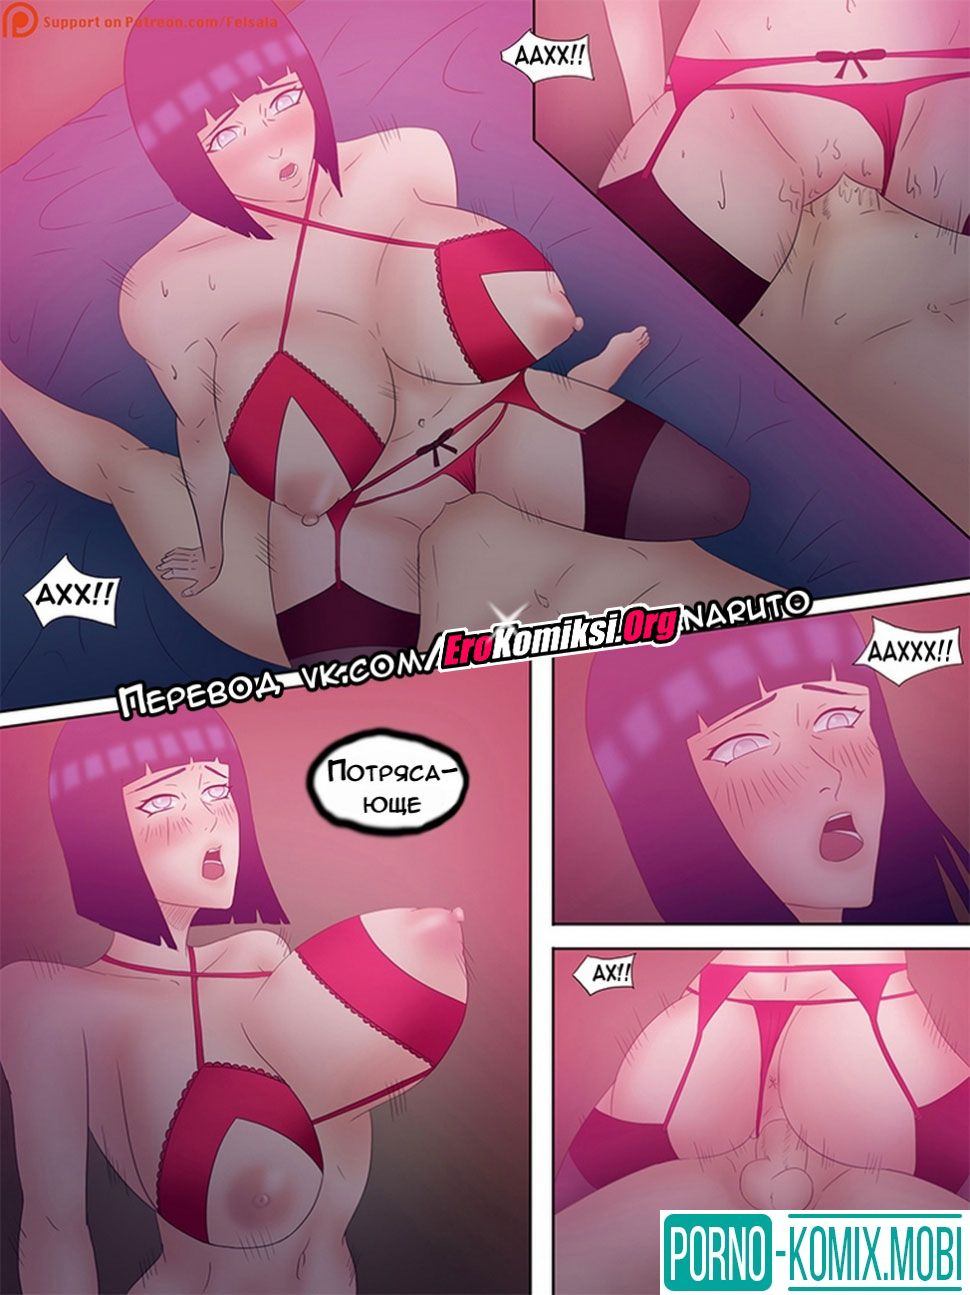 Support on Patreon.com/Felsala
ААХХ!!
АХХ!!
Перевод vk.com/
EroKomiksi.Org
naruto
ААХХХ!!
Потряса-
юще
АХ!!
PORNO-KOMIX.MOBI